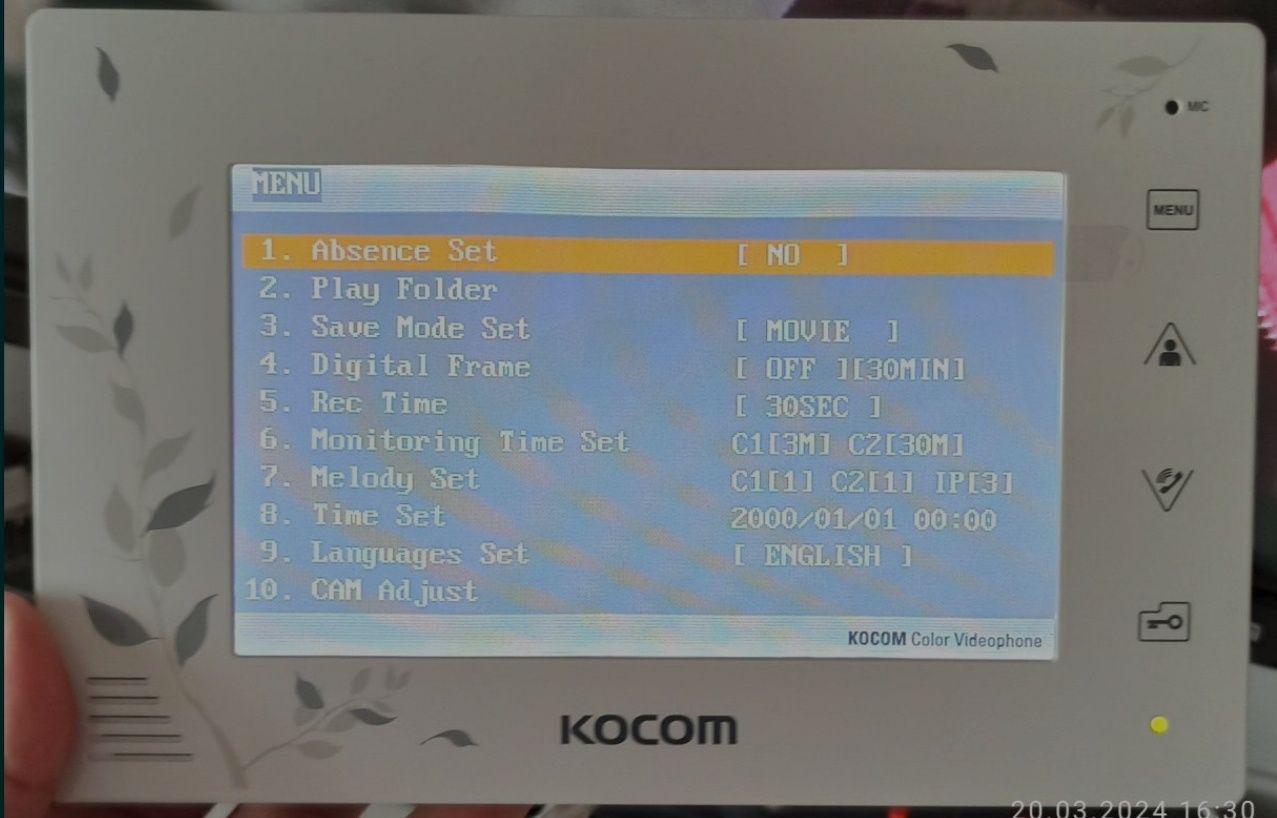 MIC
MENU
MENU
1. Absence Set [ NO ]
2. Play Folder
3. Save Mode Set [ MOVIE ]
4. Digital Frame [ OFF ][30MIN]
5. Rec Time [ 30SEC ]
6. Monitoring Time Set C1[3M] C2[30M]
7. Melody Set C1[1] C2[1] IP[3]
8. Time Set 2000/01/01 00:00
9. Languages Set [ ENGLISH ]
10. CAM Adjust
KOCOM Color Videophone
KOCOM
20.03.2024 16:30